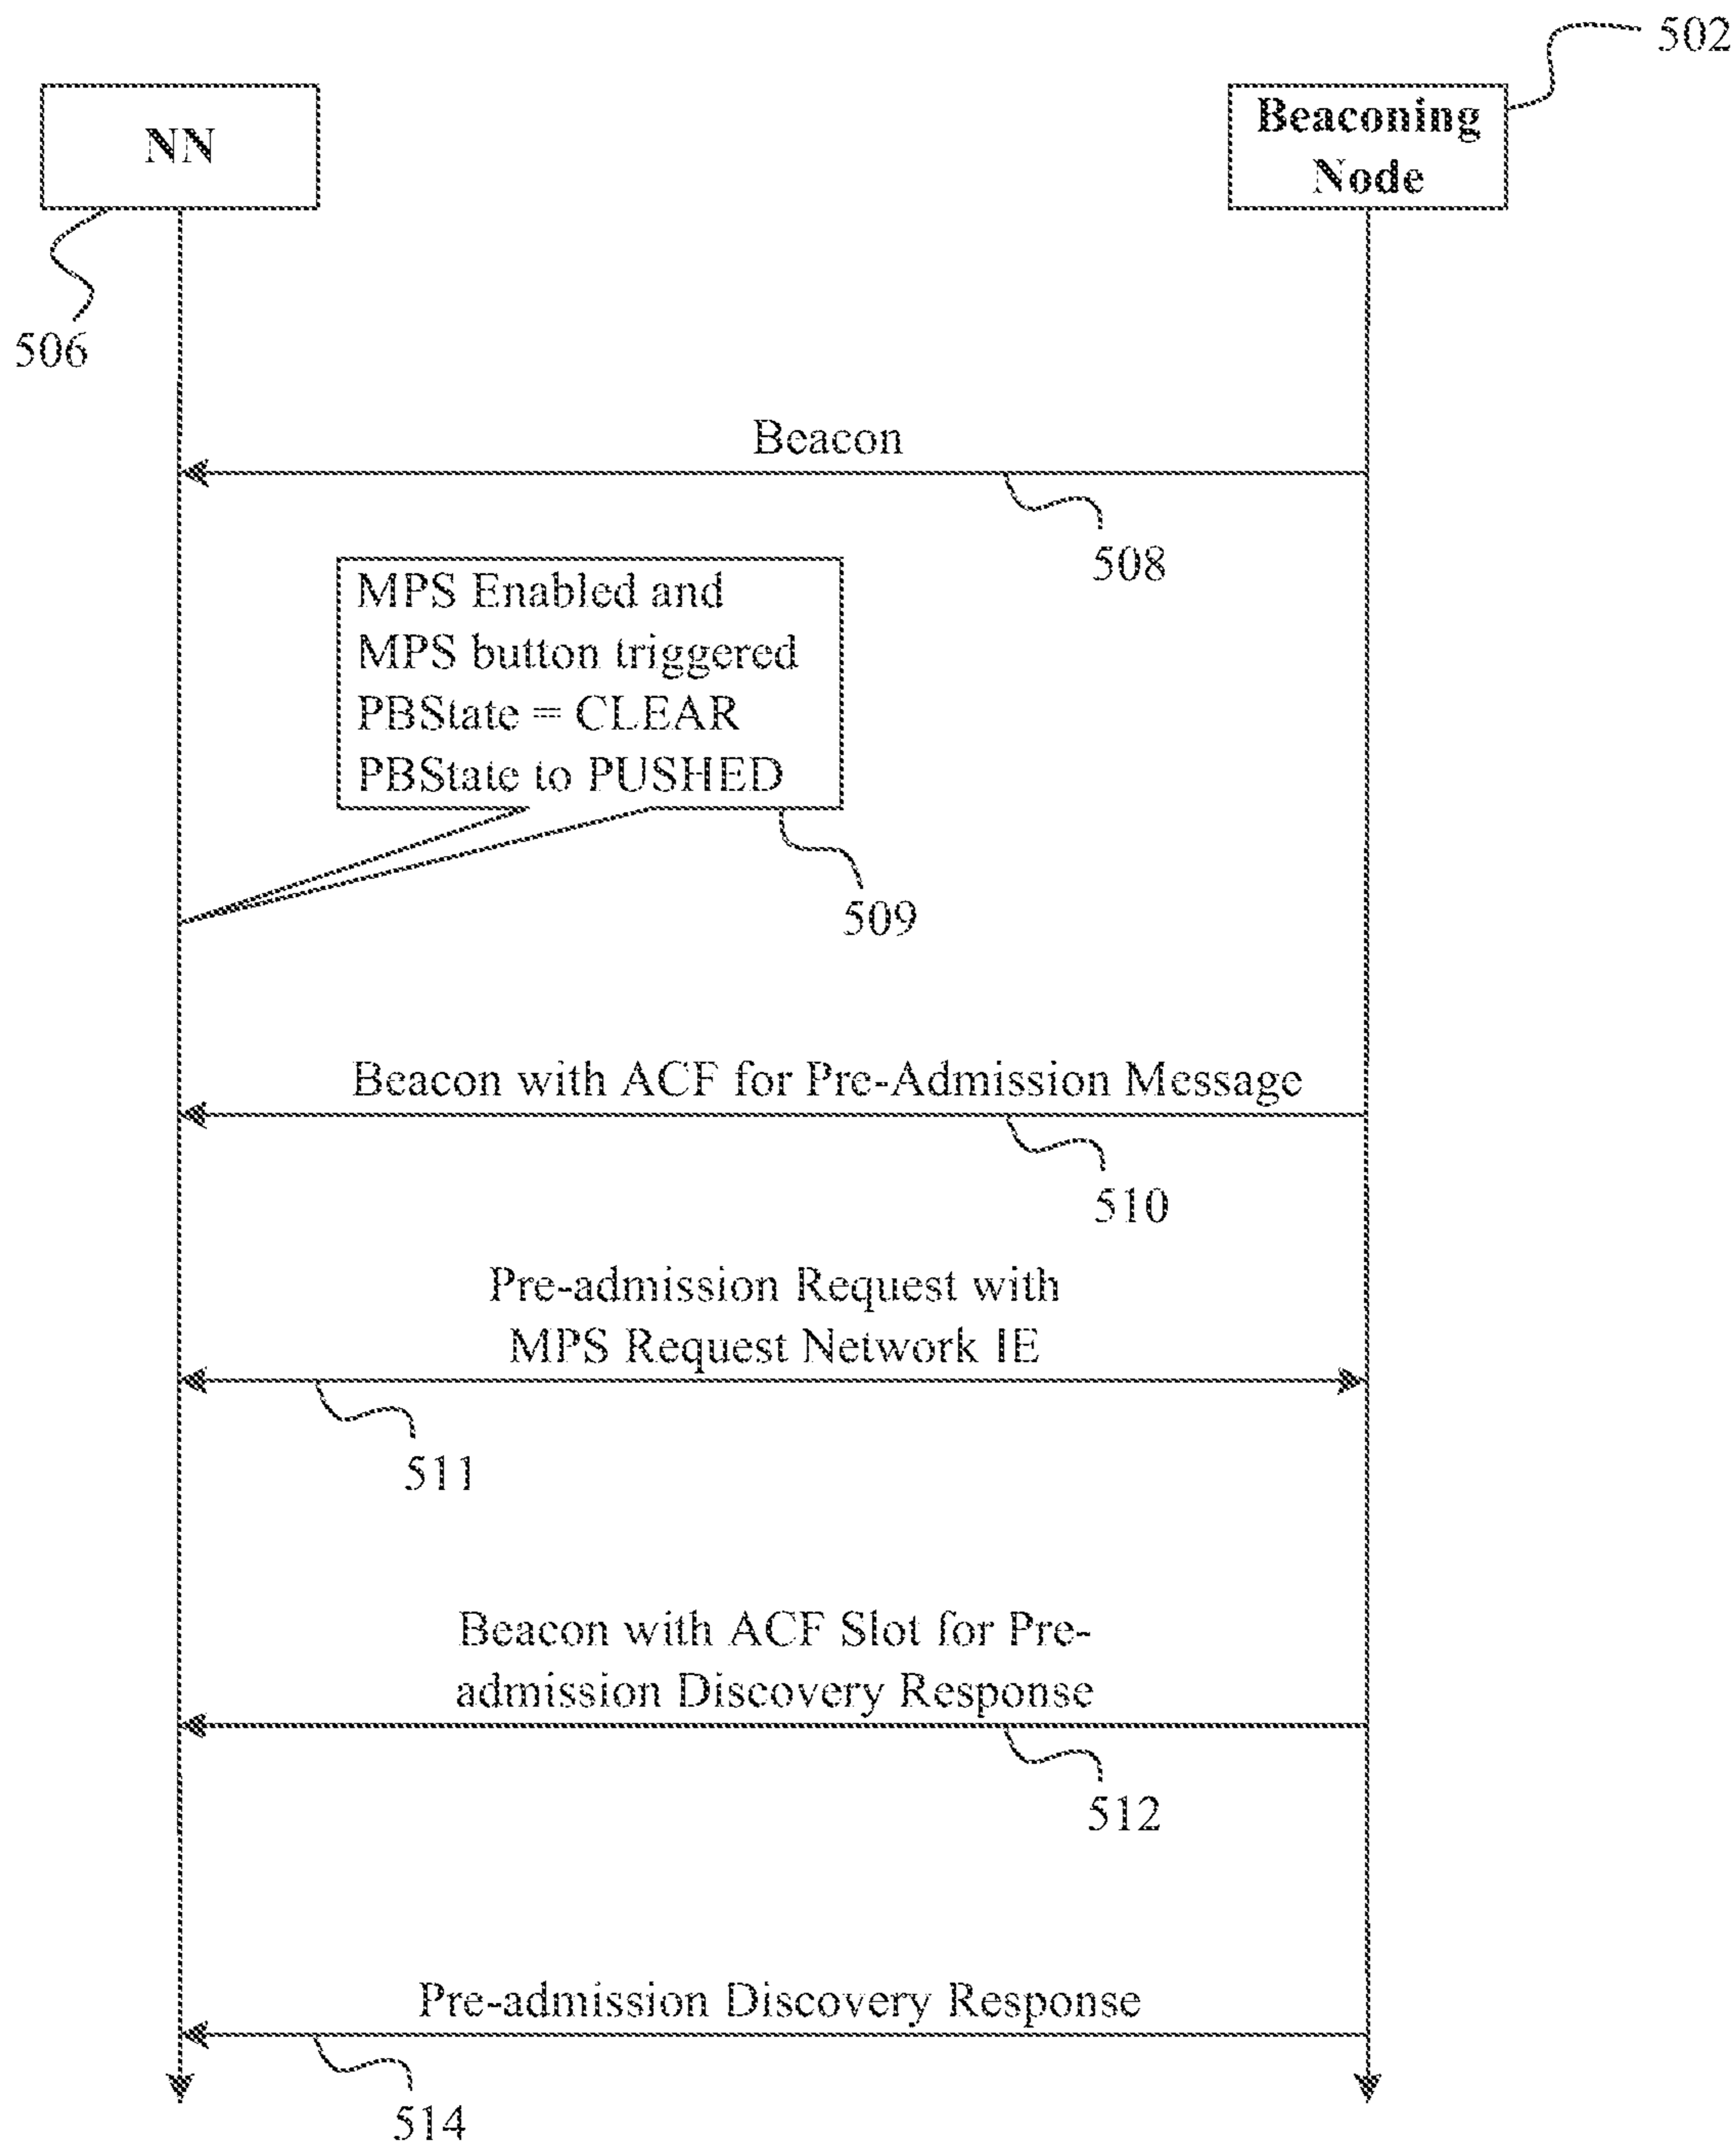 502
NN
Beaconing
Node
506
Beacon
508
MPS Enabled and
MPS button triggered
PBState = CLEAR
PBState to PUSHED
509
Beacon with ACF for Pre-Admission Message
510
Pre-admission Request with
MPS Request Network IE
511
Beacon with ACF Slot for Pre-
admission Discovery Response
512
Pre-admission Discovery Response
514